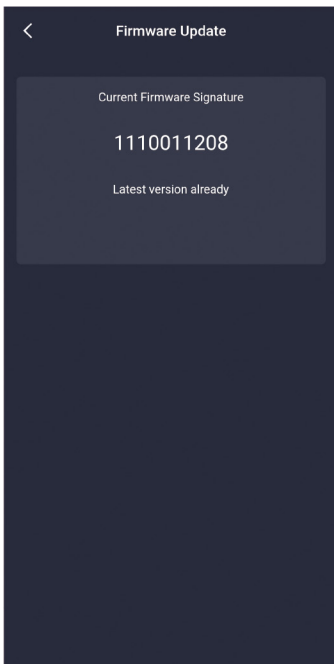 Firmware Update
Current Firmware Signature
1110011208
Latest version already